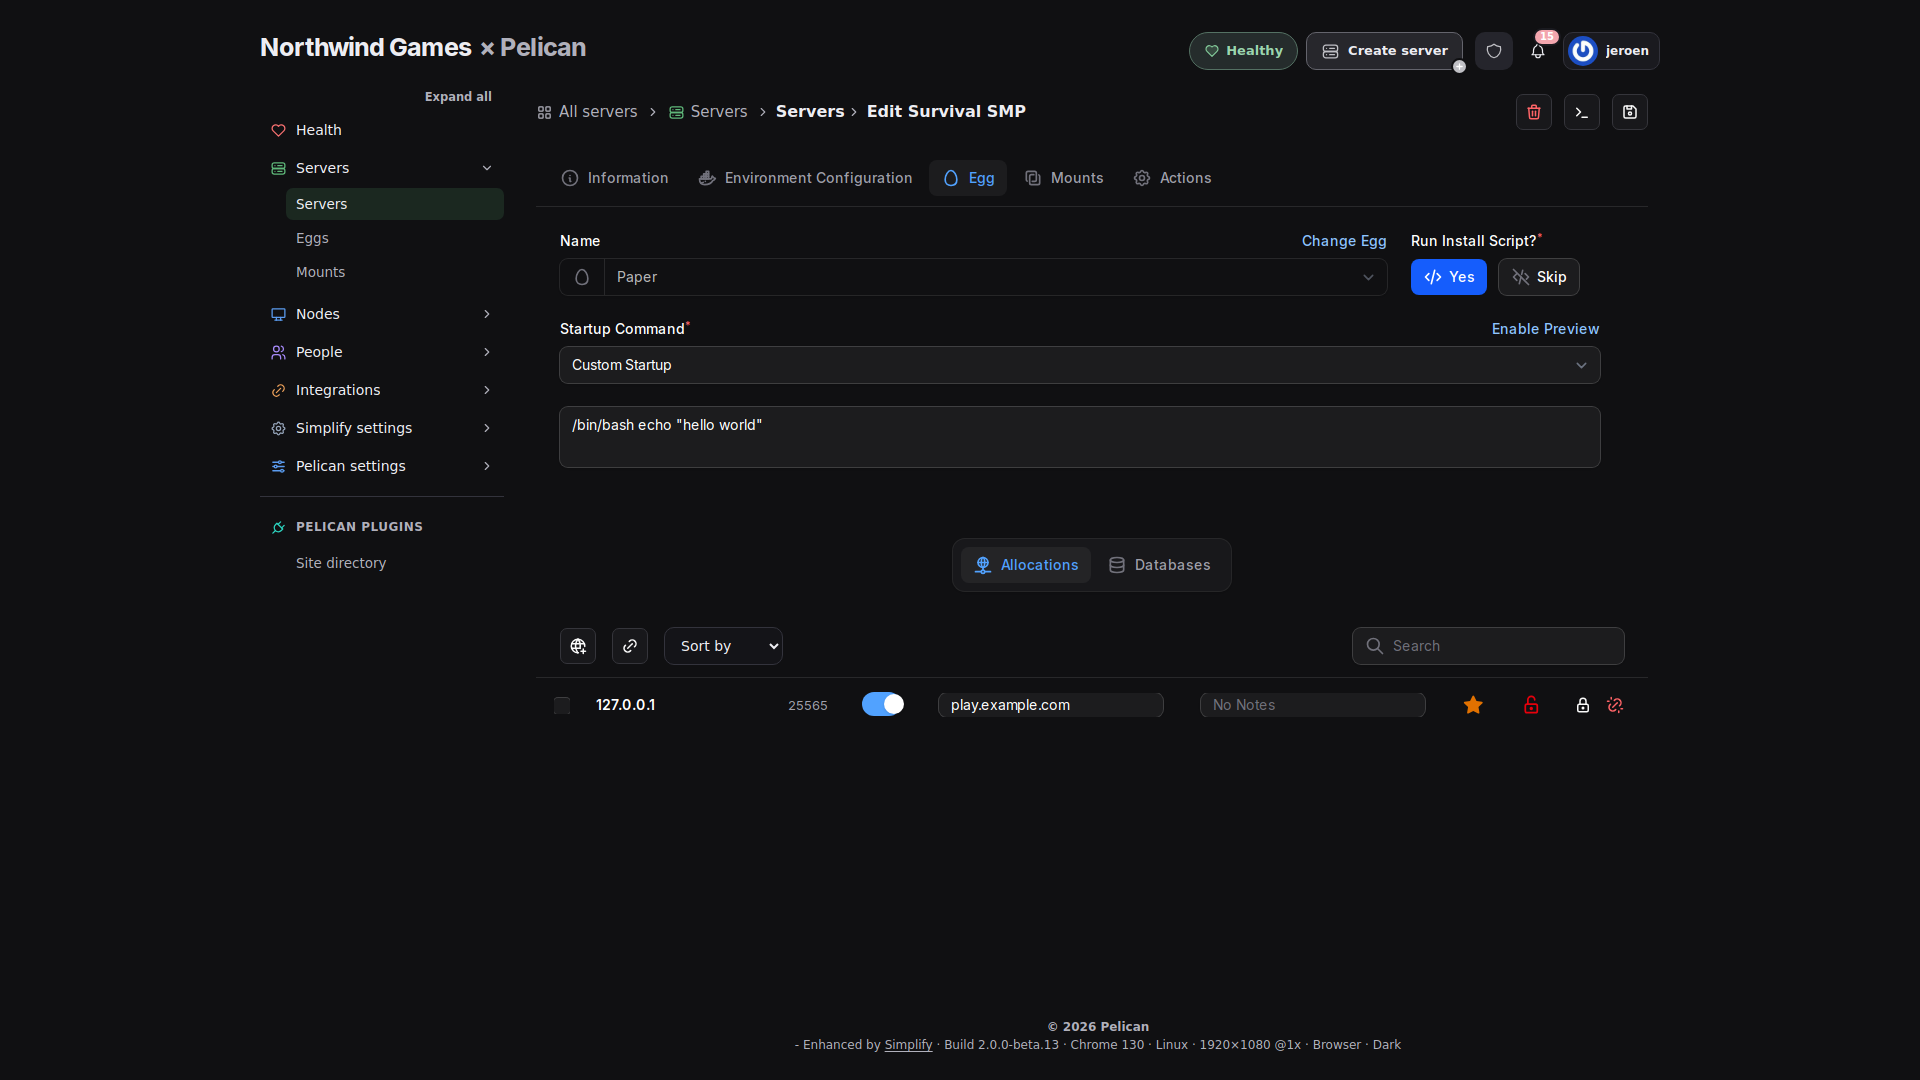 Northwind Games × Pelican
Healthy
Create server
15
jeroen
Expand all
Health
Servers
Servers
Eggs
Mounts
Nodes
People
Integrations
Simplify settings
Pelican settings
PELICAN PLUGINS
Site directory
All servers > Servers > Servers > Edit Survival SMP
Information
Environment Configuration
Egg
Mounts
Actions
Name
Change Egg
Run Install Script?*
Paper
Yes
Skip
Startup Command*
Enable Preview
Custom Startup
/bin/bash echo "hello world"
Allocations
Databases
Sort by
Search
127.0.0.1
25565
play.example.com
No Notes
© 2026 Pelican
- Enhanced by Simplify · Build 2.0.0-beta.13 · Chrome 130 · Linux · 1920×1080 @1x · Browser · Dark